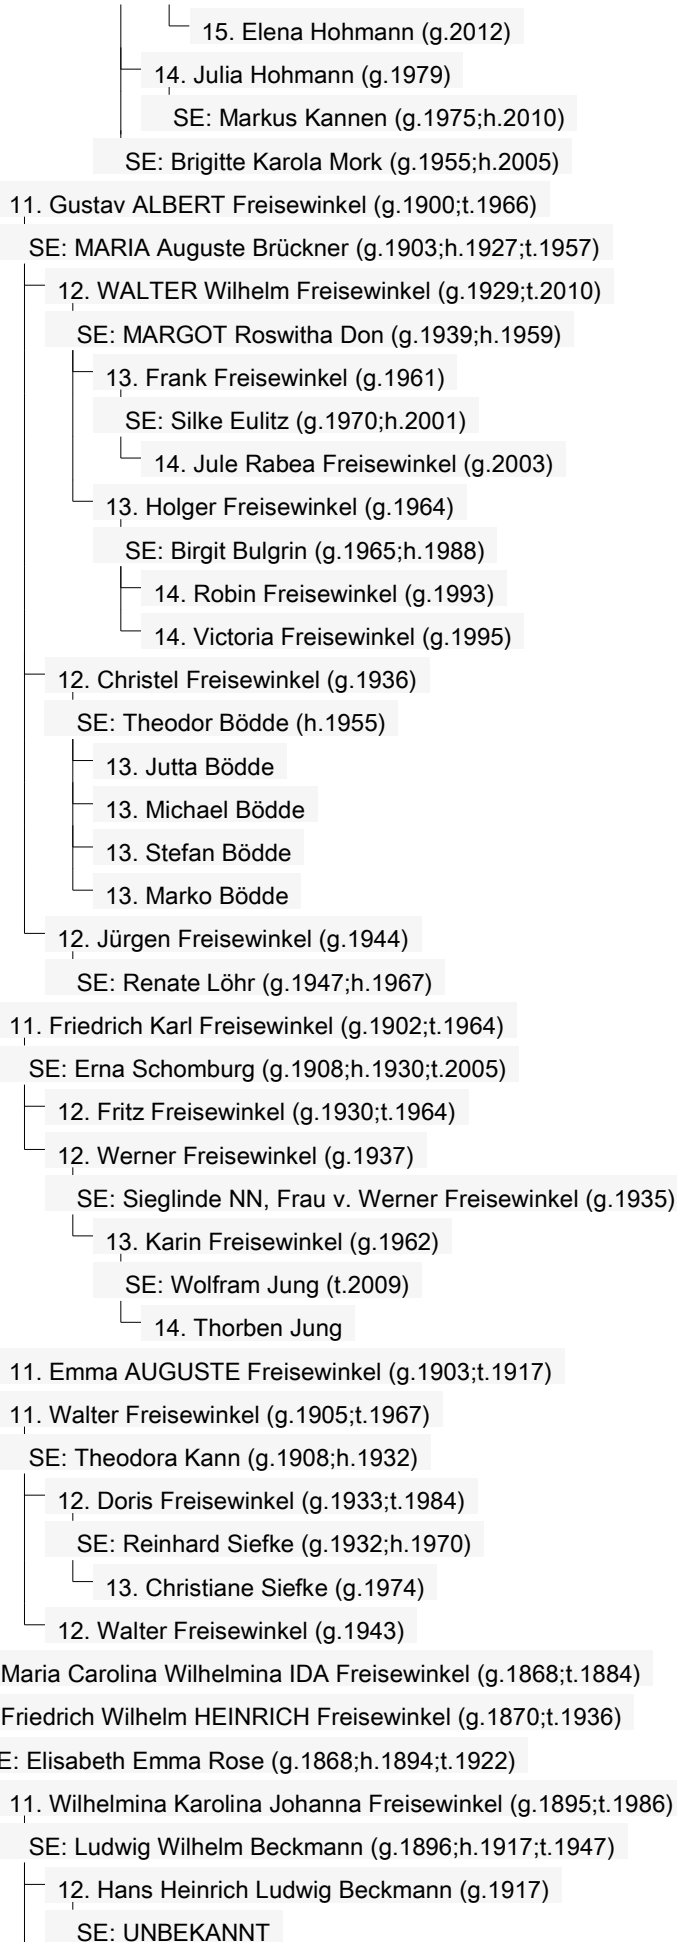 15. Elena Hohmann (g.2012)
14. Julia Hohmann (g.1979)
SE: Markus Kannen (g.1975;h.2010)
SE: Brigitte Karola Mork (g.1955;h.2005)
11. Gustav ALBERT Freisewinkel (g.1900;t.1966)
SE: MARIA Auguste Brückner (g.1903;h.1927;t.1957)
12. WALTER Wilhelm Freisewinkel (g.1929;t.2010)
SE: MARGOT Roswitha Don (g.1939;h.1959)
13. Frank Freisewinkel (g.1961)
SE: Silke Eulitz (g.1970;h.2001)
14. Jule Rabea Freisewinkel (g.2003)
13. Holger Freisewinkel (g.1964)
SE: Birgit Bulgrin (g.1965;h.1988)
14. Robin Freisewinkel (g.1993)
14. Victoria Freisewinkel (g.1995)
12. Christel Freisewinkel (g.1936)
SE: Theodor Bödde (h.1955)
13. Jutta Bödde
13. Michael Bödde
13. Stefan Bödde
13. Marko Bödde
12. Jürgen Freisewinkel (g.1944)
SE: Renate Löhr (g.1947;h.1967)
11. Friedrich Karl Freisewinkel (g.1902;t.1964)
SE: Erna Schomburg (g.1908;h.1930;t.2005)
12. Fritz Freisewinkel (g.1930;t.1964)
12. Werner Freisewinkel (g.1937)
SE: Sieglinde NN, Frau v. Werner Freisewinkel (g.1935)
13. Karin Freisewinkel (g.1962)
SE: Wolfram Jung (t.2009)
14. Thorben Jung
11. Emma AUGUSTE Freisewinkel (g.1903;t.1917)
11. Walter Freisewinkel (g.1905;t.1967)
SE: Theodora Kann (g.1908;h.1932)
12. Doris Freisewinkel (g.1933;t.1984)
SE: Reinhard Siefke (g.1932;h.1970)
13. Christiane Siefke (g.1974)
12. Walter Freisewinkel (g.1943)
Maria Carolina Wilhelmina IDA Freisewinkel (g.1868;t.1884)
Friedrich Wilhelm HEINRICH Freisewinkel (g.1870;t.1936)
E: Elisabeth Emma Rose (g.1868;h.1894;t.1922)
11. Wilhelmina Karolina Johanna Freisewinkel (g.1895;t.1986)
SE: Ludwig Wilhelm Beckmann (g.1896;h.1917;t.1947)
12. Hans Heinrich Ludwig Beckmann (g.1917)
SE: UNBEKANNT